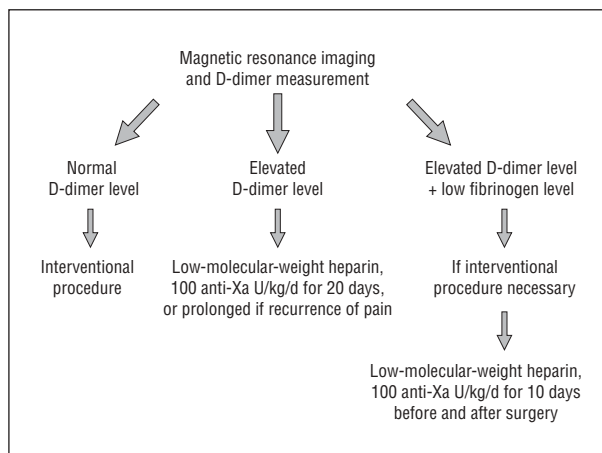 Magnetic resonance imaging
and D-dimer measurement
Normal
D-dimer level
Elevated
D-dimer level
Elevated D-dimer level
+ low fibrinogen level
Interventional
procedure
Low-molecular-weight heparin,
100 anti-Xa U/kg/d for 20 days,
or prolonged if recurrence of pain
If interventional
procedure necessary
Low-molecular-weight heparin,
100 anti-Xa U/kg/d for 10 days
before and after surgery